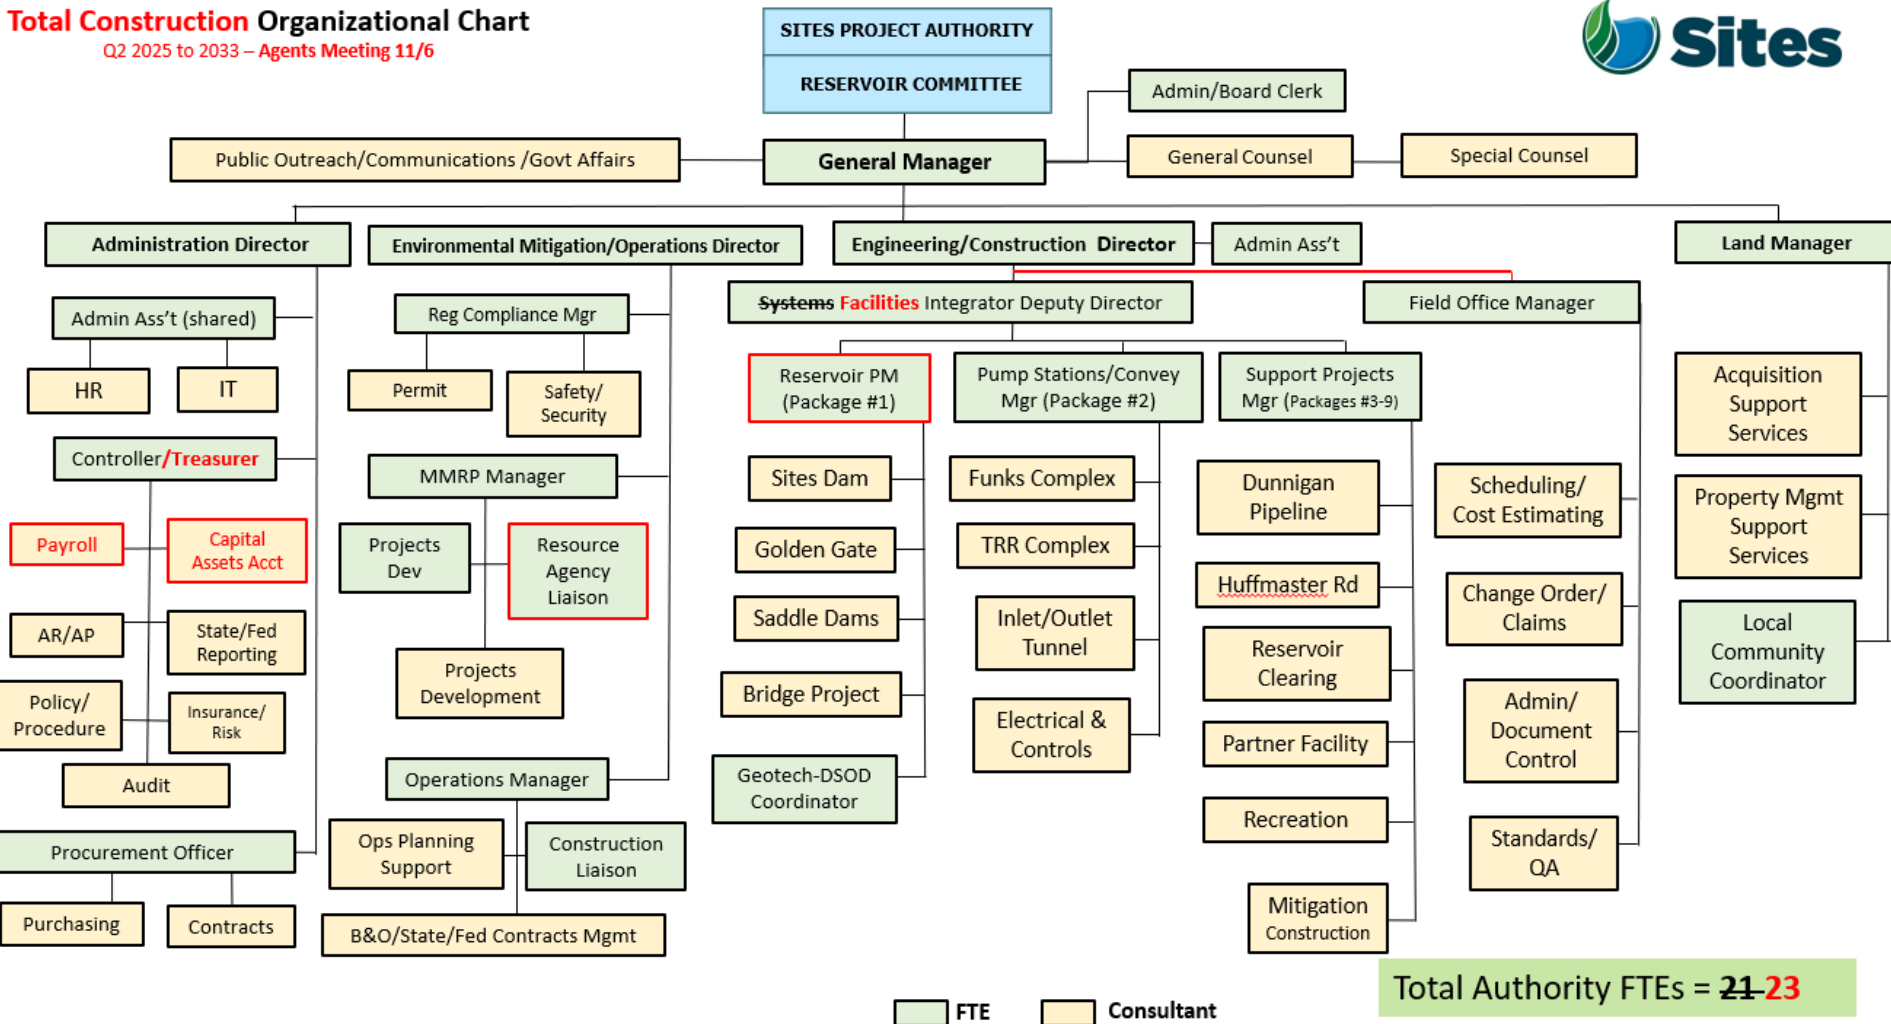 Total Construction Organizational Chart
Q2 2025 to 2033 – Agents Meeting 11/6
SITES PROJECT AUTHORITY
RESERVOIR COMMITTEE
Sites
Admin/Board Clerk
Public Outreach/Communications /Govt Affairs
General Manager
General Counsel
Special Counsel
Administration Director
Environmental Mitigation/Operations Director
Engineering/Construction Director
Admin Ass't
Land Manager
Admin Ass't (shared)
HR
IT
Controller/Treasurer
Payroll
Capital
Assets Acct
AR/AP
State/Fed
Reporting
Policy/
Procedure
Insurance/
Risk
Audit
Procurement Officer
Purchasing
Contracts
Reg Compliance Mgr
Permit
Safety/
Security
MMRP Manager
Projects
Dev
Resource
Agency
Liaison
Projects
Development
Operations Manager
Ops Planning
Support
Construction
Liaison
B&O/State/Fed Contracts Mgmt
Systems Facilities Integrator Deputy Director
Field Office Manager
Reservoir PM
(Package #1)
Sites Dam
Golden Gate
Saddle Dams
Bridge Project
Geotech-DSOD
Coordinator
Pump Stations/Convey
Mgr (Package #2)
Funks Complex
TRR Complex
Inlet/Outlet
Tunnel
Electrical &
Controls
Support Projects
Mgr (Packages #3-9)
Dunnigan
Pipeline
Huffmaster Rd
Reservoir
Clearing
Partner Facility
Recreation
Mitigation
Construction
Scheduling/
Cost Estimating
Change Order/
Claims
Admin/
Document
Control
Standards/
QA
Acquisition
Support
Services
Property Mgmt
Support
Services
Local
Community
Coordinator
Total Authority FTEs = 21 23
FTE
Consultant